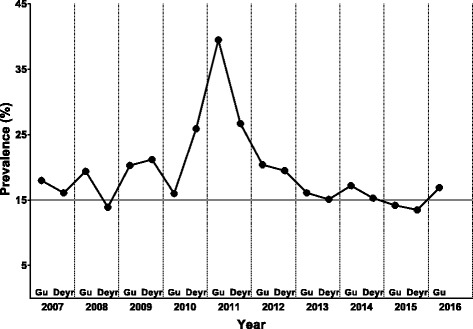 45
35
25
15
5
Prevalence (%)
Gu Deyr Gu Deyr Gu Deyr Gu Deyr Gu Deyr Gu Deyr Gu Deyr Gu Deyr Gu Deyr Gu
2007 2008 2009 2010 2011 2012 2013 2014 2015 2016
Year